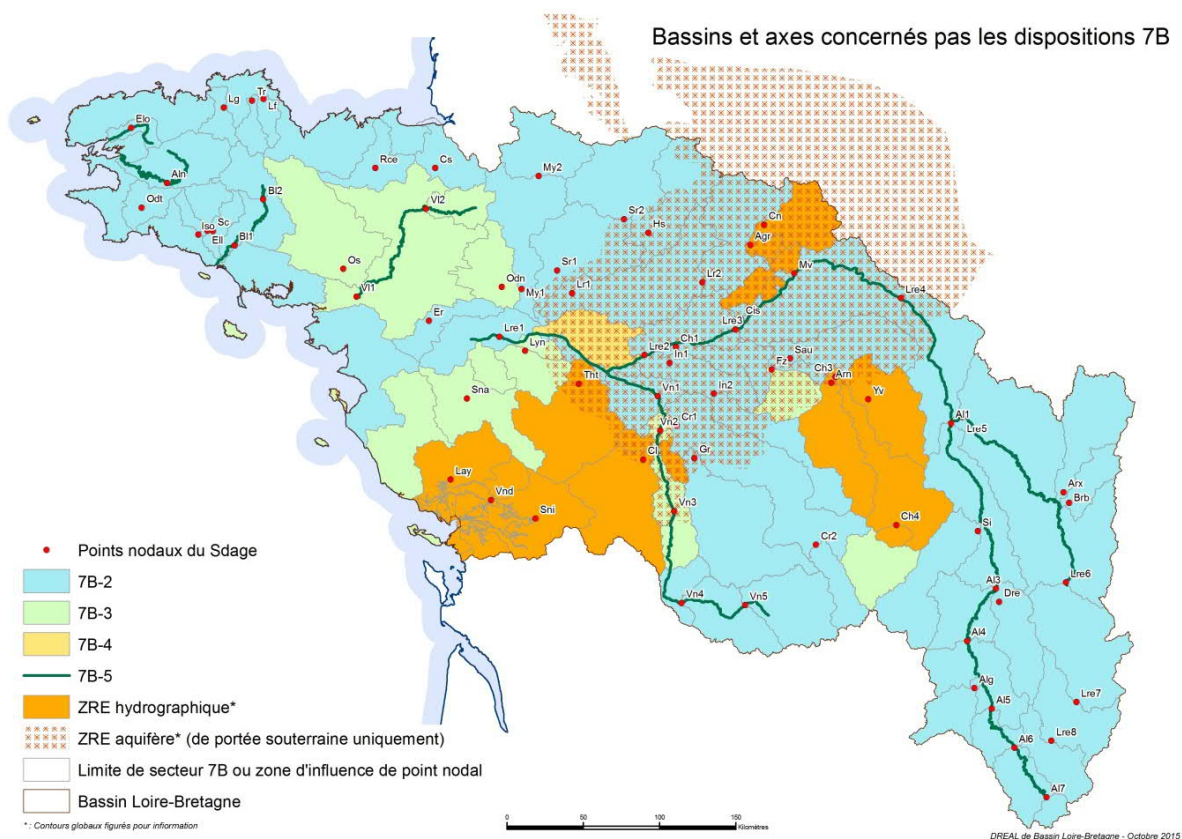 Bassins et axes concernés pas les dispositions 7B
Tr
Lg
Lf
Elo
Rce
Cs
My2
Aln
Bl2
Vl2
Odt
Sr2
Cn
Iso
Sc
Hs
Ell
Bl1
Agr
Os
Sr1
Mv
Odn
Lr2
Vl1
My1
Lr1
Lre4
Er
Cis
Lre3
Lre1
Ch1
Lyn
Lre2
In1
Sau
Fz
Ch3
Arn
Tht
Sna
Vn1
In2
Yv
Cr1
Al1
Vn2
Lre5
Cl
Gr
Lay
Arx
Vnd
Brb
Vn3
Sni
Ch4
Si
Cr2
Lre6
Al3
Vn4
Vn5
Dre
Al4
Alg
Lre7
Al5
Al6
Lre8
Al7
Points nodaux du Sdage
7B-2
7B-3
7B-4
7B-5
ZRE hydrographique*
ZRE aquifère* (de portée souterraine uniquement)
Limite de secteur 7B ou zone d'influence de point nodal
Bassin Loire-Bretagne
* : Contours globaux figurés pour information
0 50 100 150
Kilomètres
DREAL de Bassin Loire-Bretagne - Octobre 2015